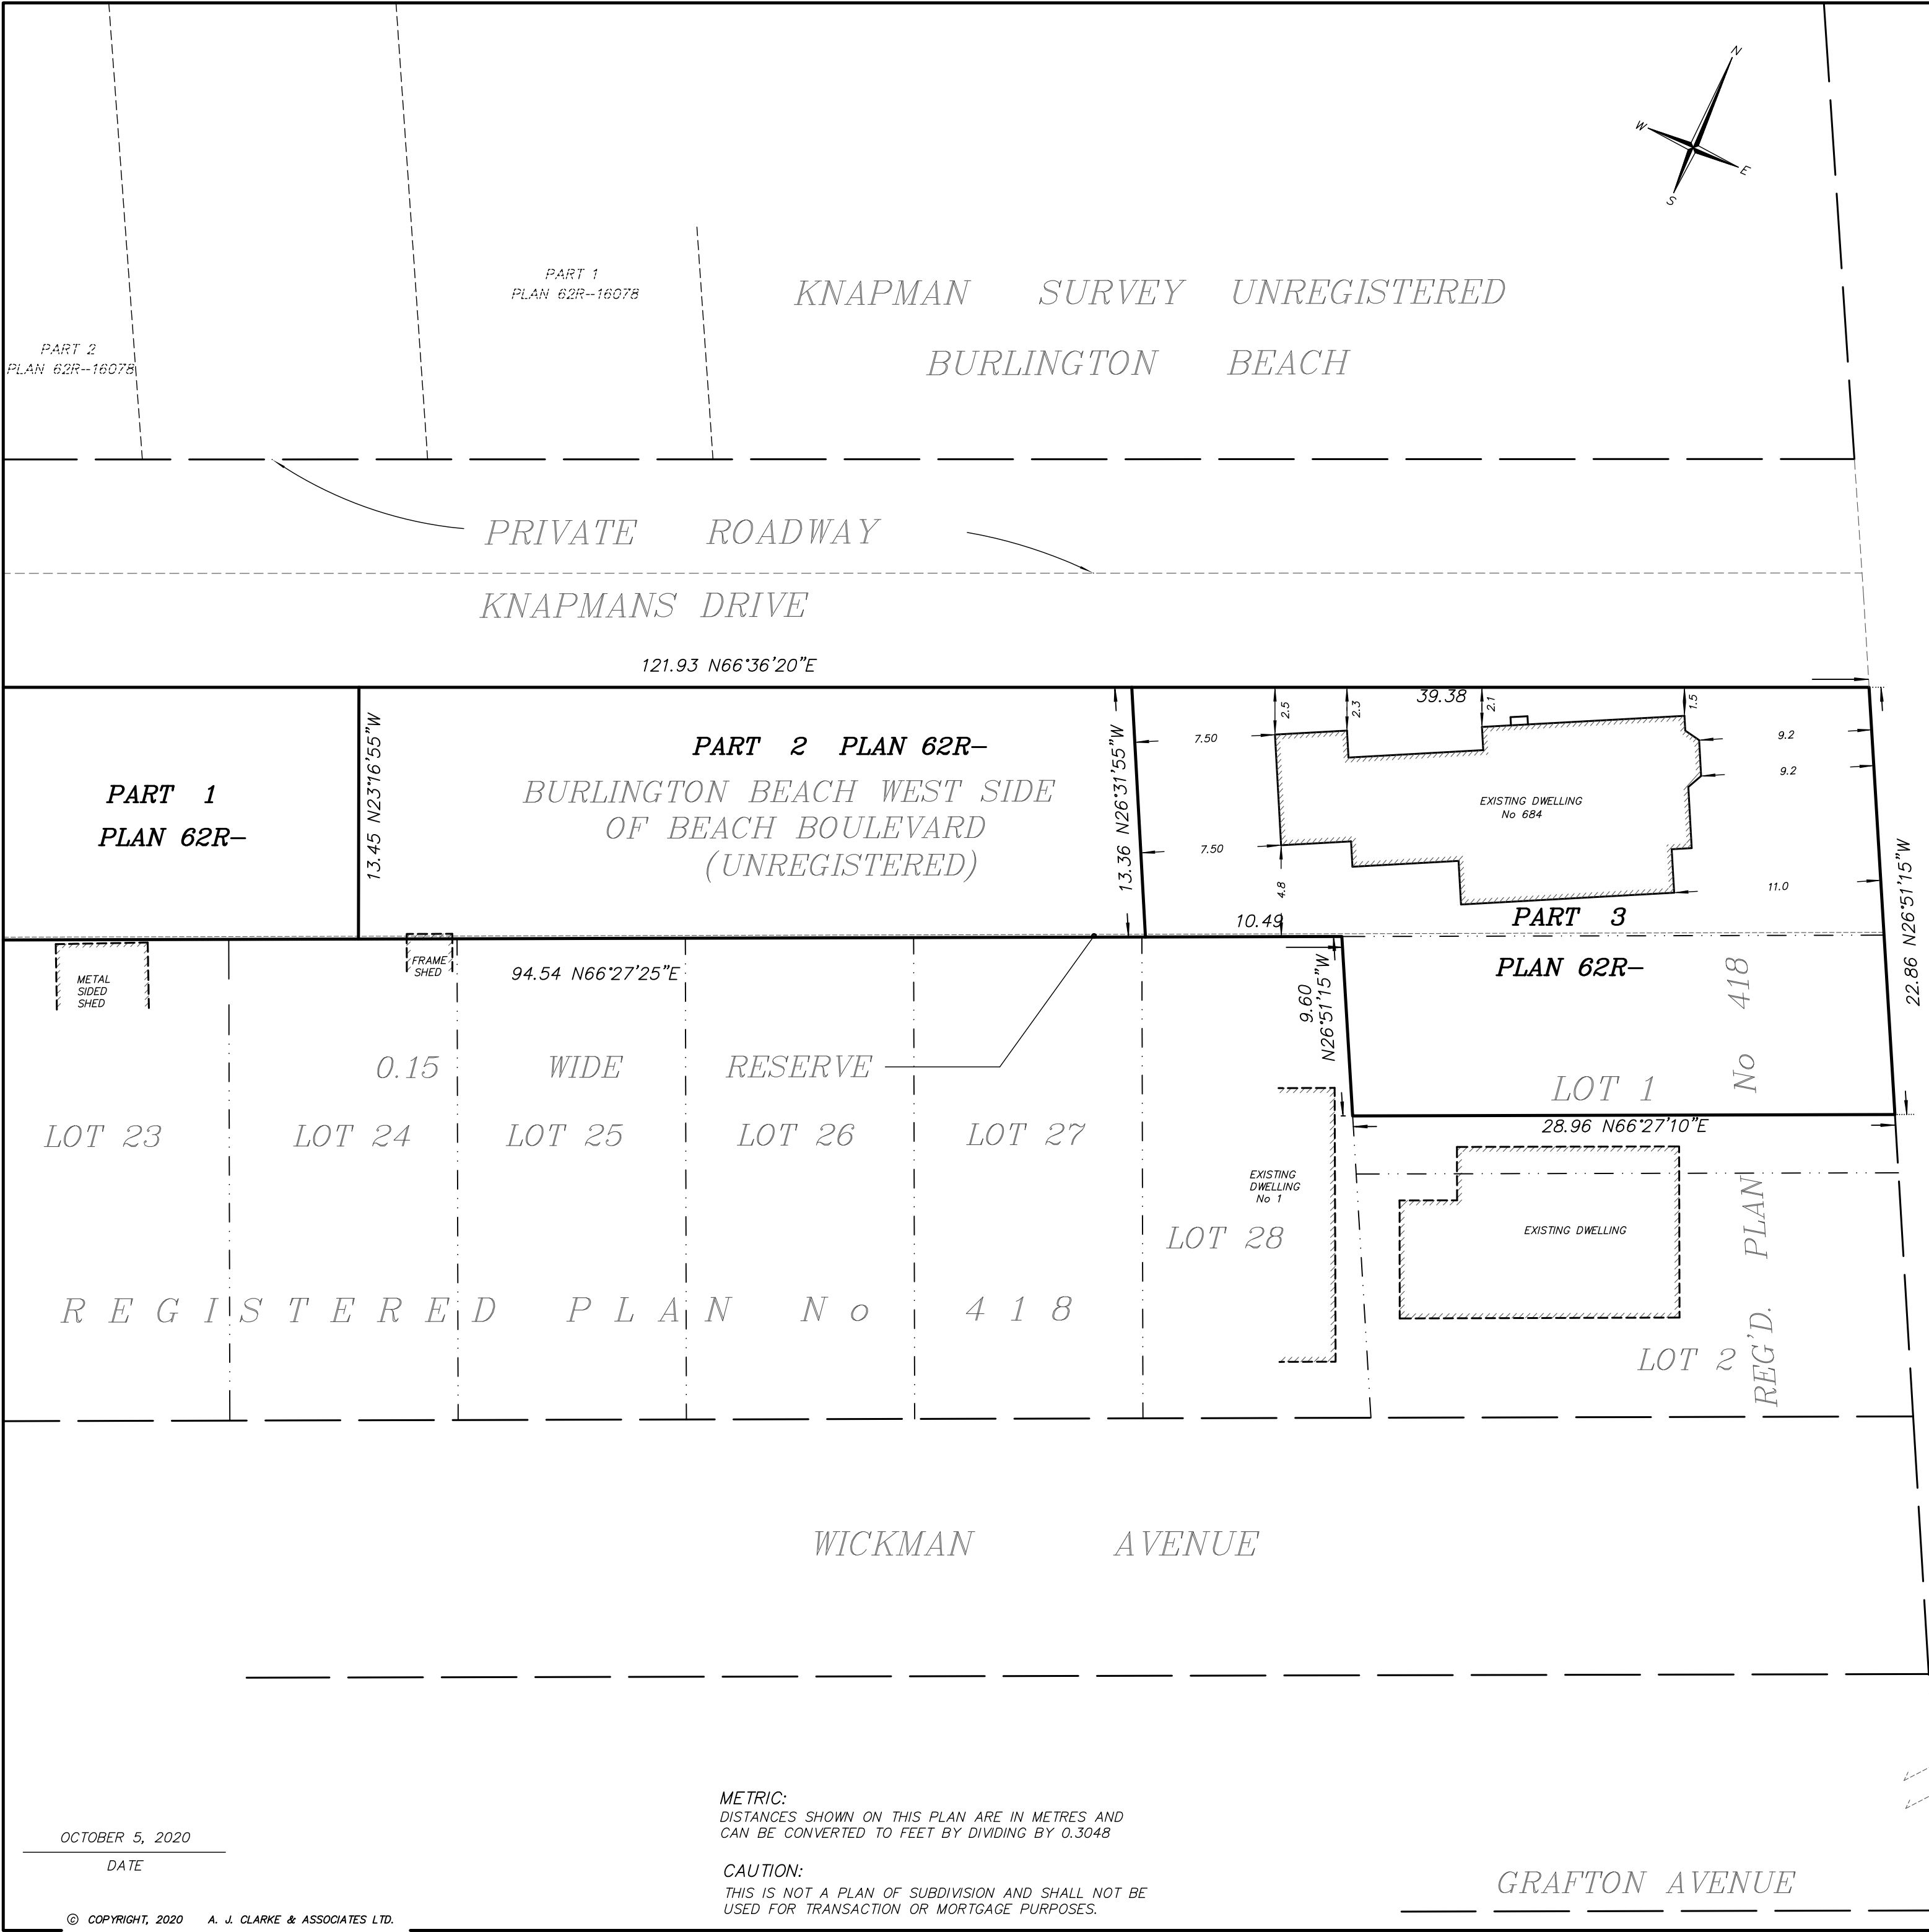 N
W
E
S
PART 1
PLAN 62R-16078
KNAPMAN SURVEY UNREGISTERED
BURLINGTON BEACH
PART 2
PLAN 62R-16078
PRIVATE ROADWAY
KNAPMANS DRIVE
121.93 N66°36'20"E
39.38
2.5
2.3
2.1
1.5
PART 1
PLAN 62R-
13.45 N23°16'55"W
PART 2 PLAN 62R-
BURLINGTON BEACH WEST SIDE
OF BEACH BOULEVARD
(UNREGISTERED)
13.36 N26°31'55"W
7.50
7.50
4.8
9.2
9.2
11.0
EXISTING DWELLING
No 684
10.49
PART 3
PLAN 62R-
22.86 N26°51'15"W
METAL
SIDED
SHED
FRAME
SHED
94.54 N66°27'25"E
9.60
N26°51'15"W
0.15 WIDE RESERVE
LOT 1
28.96 N66°27'10"E
LOT 23
LOT 24
LOT 25
LOT 26
LOT 27
EXISTING
DWELLING
No 1
LOT 28
EXISTING DWELLING
LOT 2
REG'D. PLAN No 418
REGISTERED PLAN No 418
WICKMAN AVENUE
METRIC:
DISTANCES SHOWN ON THIS PLAN ARE IN METRES AND
CAN BE CONVERTED TO FEET BY DIVIDING BY 0.3048
CAUTION:
THIS IS NOT A PLAN OF SUBDIVISION AND SHALL NOT BE
USED FOR TRANSACTION OR MORTGAGE PURPOSES.
OCTOBER 5, 2020
DATE
© COPYRIGHT, 2020 A. J. CLARKE & ASSOCIATES LTD.
GRAFTON AVENUE